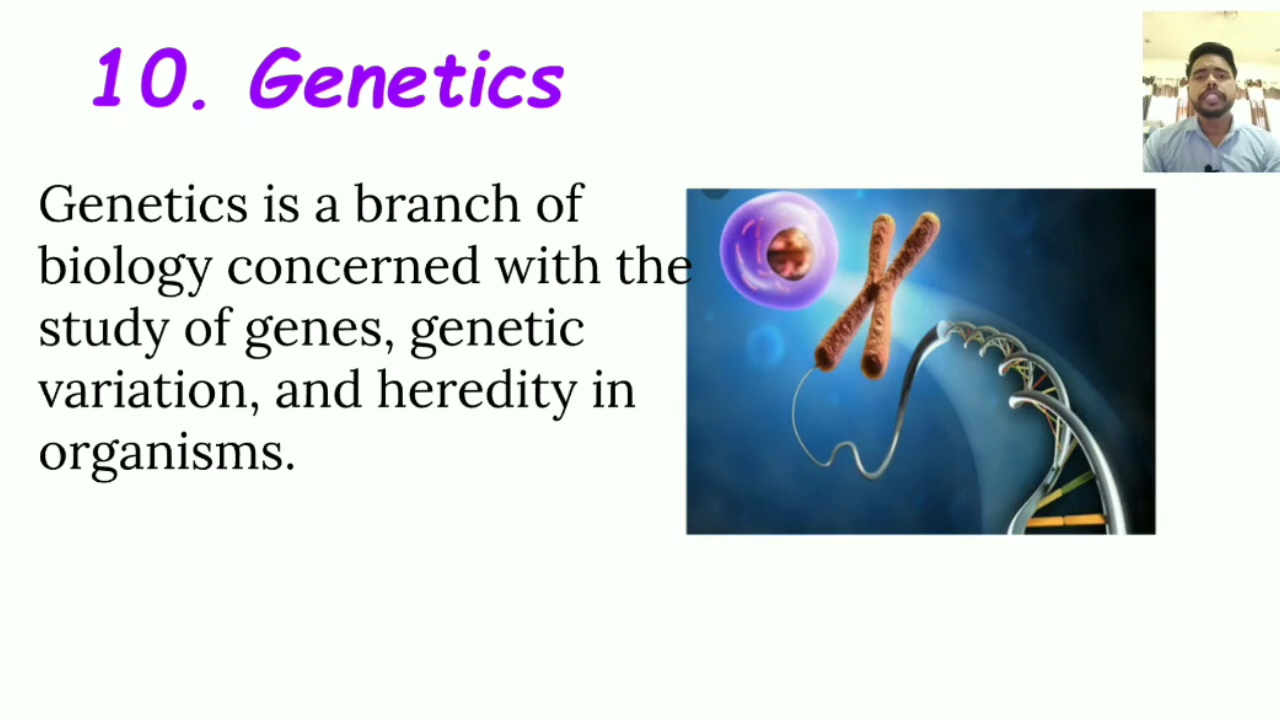 10. Genetics
Genetics is a branch of
biology concerned with the
study of genes, genetic
variation, and heredity in
organisms.